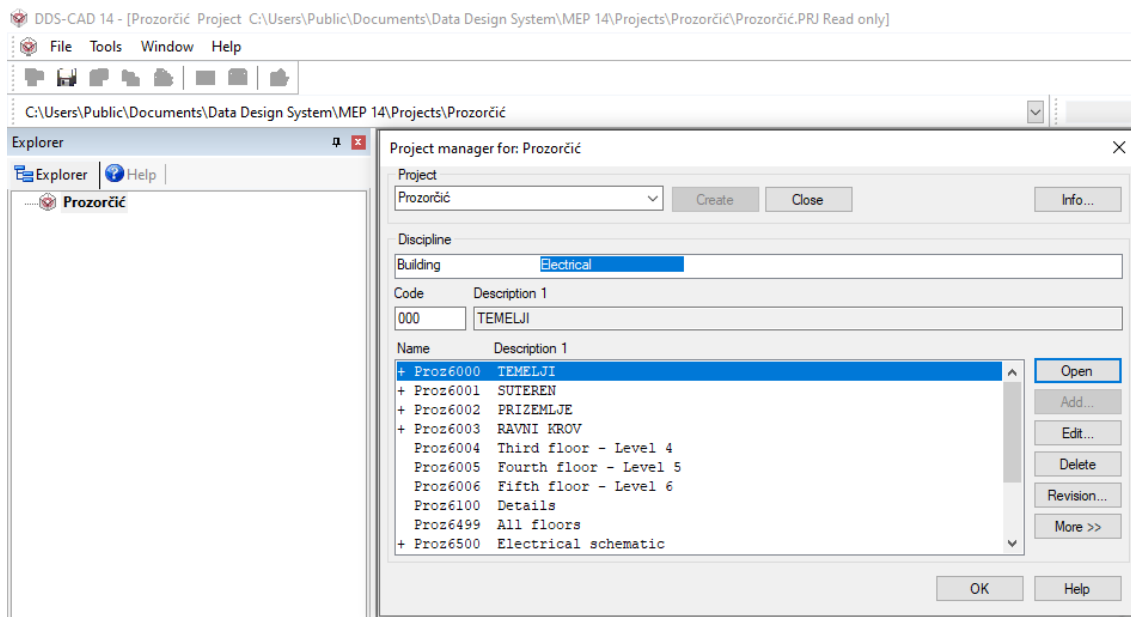 DDS-CAD 14 - [Prozorčić Project C:\Users\Public\Documents\Data Design System\MEP 14\Projects\Prozorčić\Prozorčić.PRJ Read only]
File Tools Window Help
C:\Users\Public\Documents\Data Design System\MEP 14\Projects\Prozorčić
Explorer
Explorer Help
Prozorčić
Project manager for: Prozorčić
Project
Prozorčić Create Close Info...
Discipline
Building Electrical
Code Description 1
000 TEMELJI
Name Description 1
+ Proz6000 TEMELJI
+ Proz6001 SUTEREN
+ Proz6002 PRIZEMLJE
+ Proz6003 RAVNI KROV
Proz6004 Third floor - Level 4
Proz6005 Fourth floor - Level 5
Proz6006 Fifth floor - Level 6
Proz6100 Details
Proz6499 All floors
+ Proz6500 Electrical schematic
Open
Add...
Edit...
Delete
Revision...
More >>
OK Help